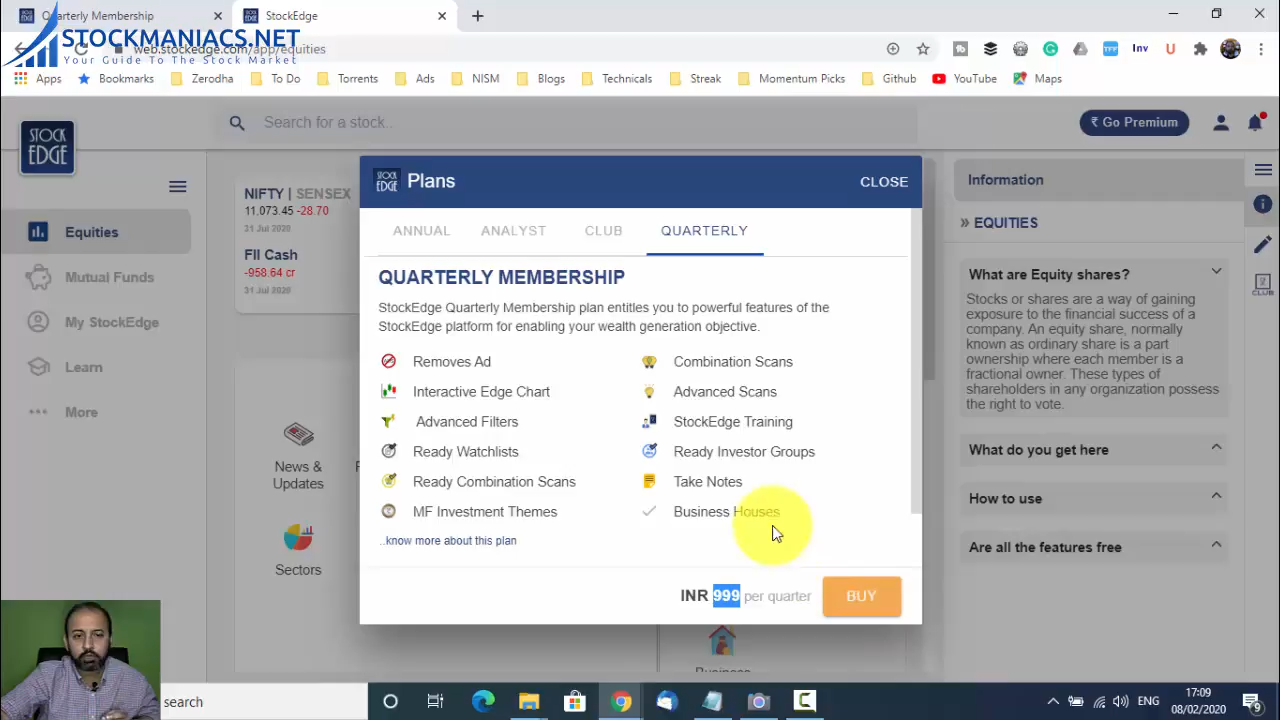 Quarterly Membership
StockEdge
STOCKMANIACS.NET
Your Guide To The Stock Market
web.stockedge.com/app/equities
Inv
Apps
Bookmarks
Zerodha
To Do
Torrents
Ads
NISM
Blogs
Technicals
Streak
Momentum Picks
Github
YouTube
Maps
STOCK
EDGE
Search for a stock..
₹ Go Premium
Equities
Mutual Funds
My StockEdge
Learn
More
NIFTY | SENSEX
11,073.45 -28.70
31 Jul 2020
FII Cash
-958.64 cr
31 Jul 2020
News &
Updates
Sectors
STOCK
EDGE
Plans
CLOSE
ANNUAL
ANALYST
CLUB
QUARTERLY
QUARTERLY MEMBERSHIP
StockEdge Quarterly Membership plan entitles you to powerful features of the
StockEdge platform for enabling your wealth generation objective.
Removes Ad
Combination Scans
Interactive Edge Chart
Advanced Scans
Advanced Filters
StockEdge Training
Ready Watchlists
Ready Investor Groups
Ready Combination Scans
Take Notes
MF Investment Themes
Business Houses
..know more about this plan
INR 999 per quarter
BUY
Information
» EQUITIES
What are Equity shares?
Stocks or shares are a way of gaining
exposure to the financial success of a
company. An equity share, normally
known as ordinary share is a part
ownership where each member is a
fractional owner. These types of
shareholders in any organization possess
the right to vote.
What do you get here
How to use
Are all the features free
CLUB
search
ENG
17:09
08/02/2020
9